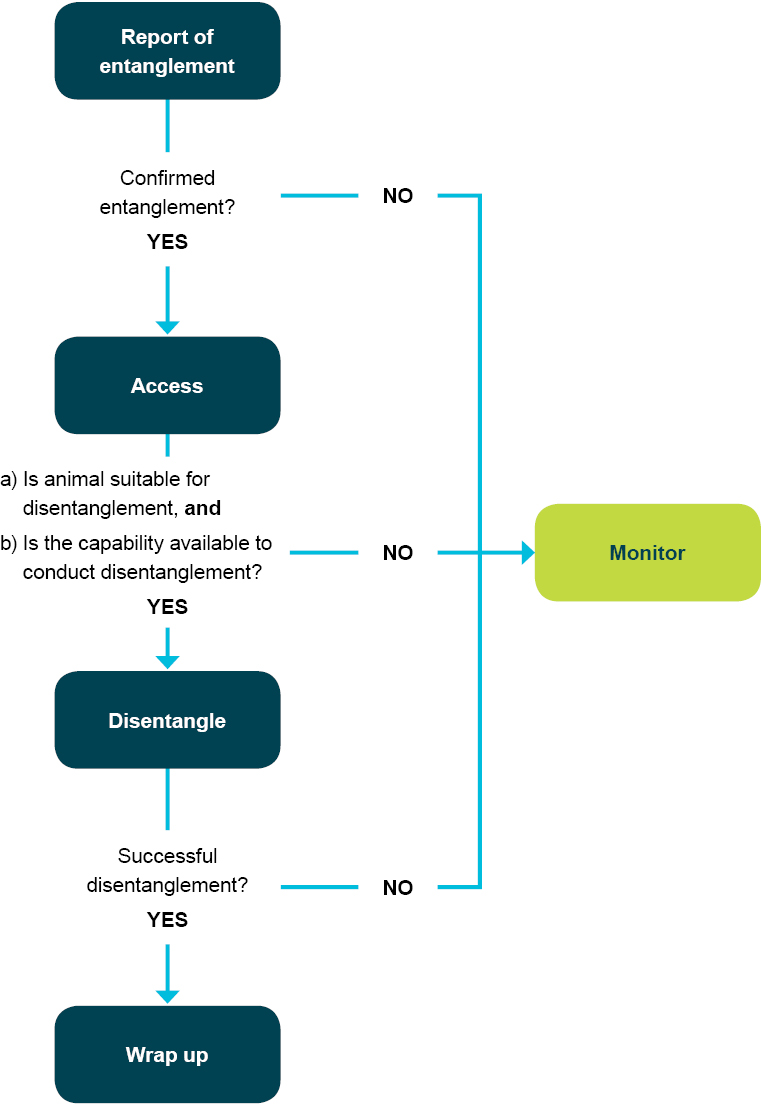 Report of
entanglement
Confirmed
entanglement?
NO
YES
Access
a) Is animal suitable for
disentanglement, and
b) Is the capability available to
conduct disentanglement?
NO
Monitor
YES
Disentangle
Successful
disentanglement?
NO
YES
Wrap up